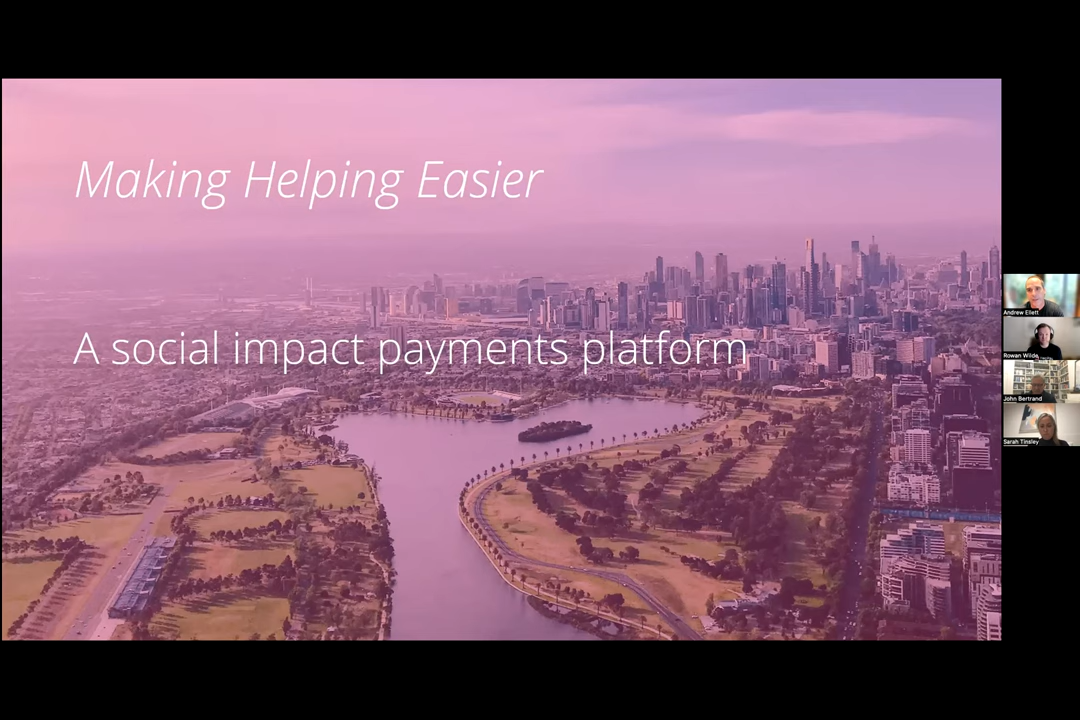 Making Helping Easier
A social impact payments platform
Andrew Ellett
Rowan Wilde
John Bertrand
Sarah Tinsley